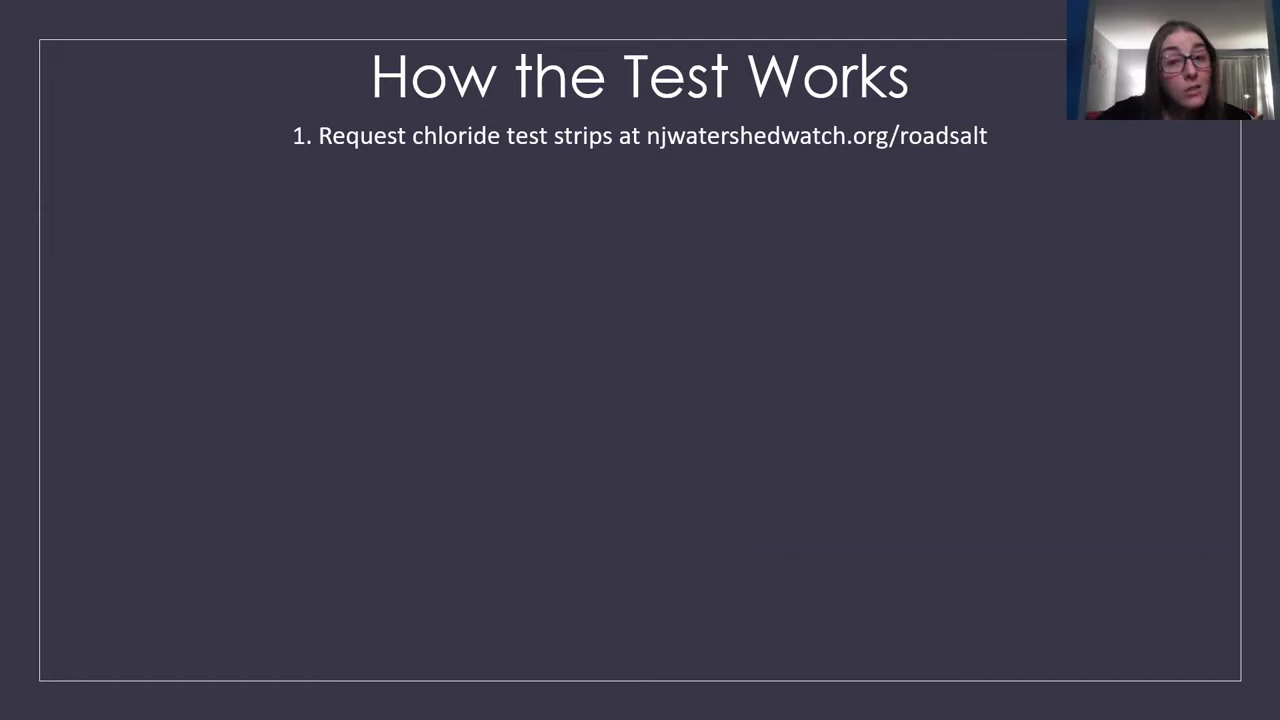 How the Test Works
1. Request chloride test strips at njwatershedwatch.org/roadsalt